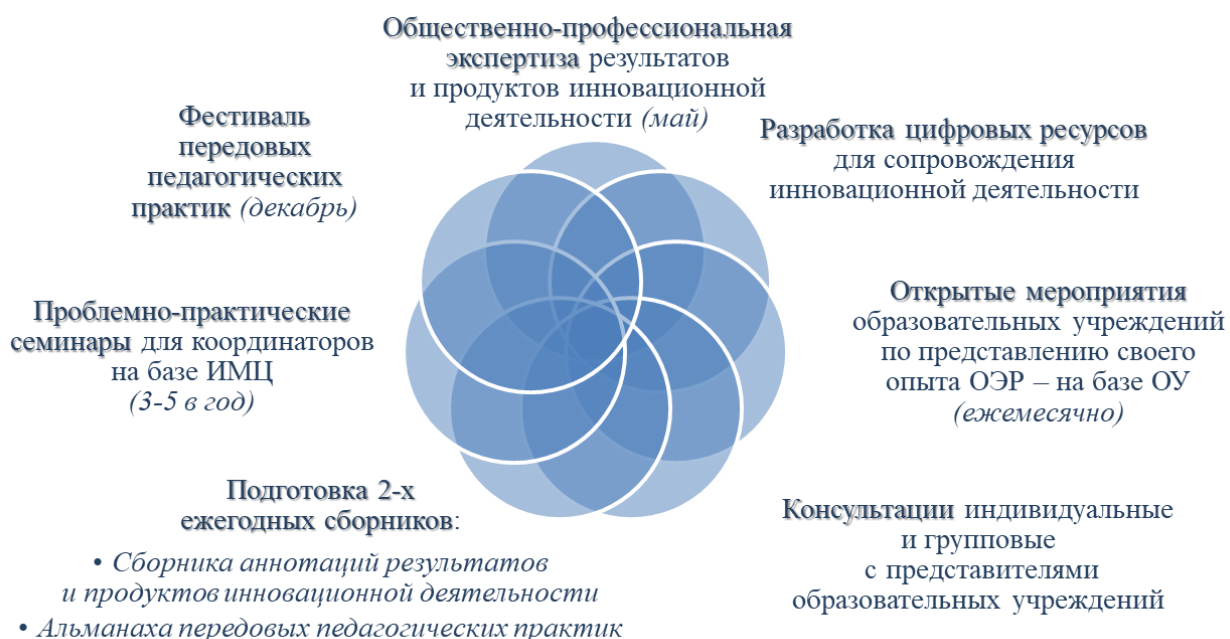 Общественно-профессиональная
экспертиза результатов
и продуктов инновационной
деятельности (май)
Разработка цифровых ресурсов
для сопровождения
инновационной деятельности
Открытые мероприятия
образовательных учреждений
по представлению своего
опыта ОЭР – на базе ОУ
(ежемесячно)
Консультации индивидуальные
и групповые
с представителями
образовательных учреждений
Подготовка 2-х
ежегодных сборников:
• Сборника аннотаций результатов
и продуктов инновационной деятельности
• Альманаха передовых педагогических практик
Проблемно-практические
семинары для координаторов
на базе ИМЦ
(3-5 в год)
Фестиваль
передовых
педагогических
практик (декабрь)